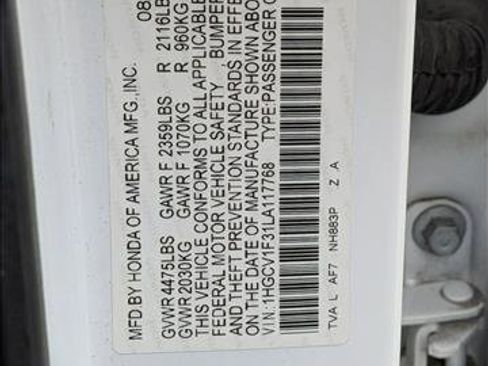 MFD.BY HONDA OF AMERICA MFG.,INC. 08
GVWR 4475LBS GAWR F 2359LBS R 2116LB
GVWR 2030KG GAWR F 1070KG R 960KG
THIS VEHICLE CONFORMS TO ALL APPLICABLE
FEDERAL MOTOR VEHICLE SAFETY , BUMPER
AND THEFT PREVENTION STANDARDS IN EFFE
ON THE DATE OF MANUFACTURE SHOWN ABO
VIN:1HGCV1F31LA117768 TYPE:PASSENGER C
TVA L AF7 NH883P Z A